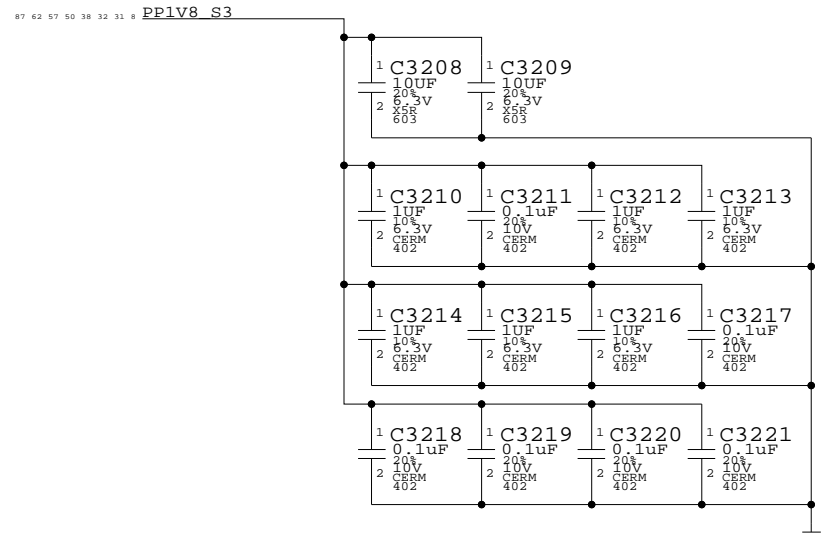 87 62 57 50 38 32 31 8 PP1V8_S3
1 C3208 1 C3209
10UF 10UF
20% 20%
6.3V 6.3V
2 X5R 2 X5R
603 603
1 C3210 1 C3211 1 C3212 1 C3213
1UF 0.1uF 1UF 1UF
10% 20% 10% 10%
6.3V 10V 6.3V 6.3V
2 CERM 2 CERM 2 CERM 2 CERM
402 402 402 402
1 C3214 1 C3215 1 C3216 1 C3217
1UF 1UF 1UF 0.1uF
10% 10% 10% 20%
6.3V 6.3V 6.3V 10V
2 CERM 2 CERM 2 CERM 2 CERM
402 402 402 402
1 C3218 1 C3219 1 C3220 1 C3221
0.1uF 0.1uF 0.1uF 0.1uF
20% 20% 20% 20%
10V 10V 10V 10V
2 CERM 2 CERM 2 CERM 2 CERM
402 402 402 402